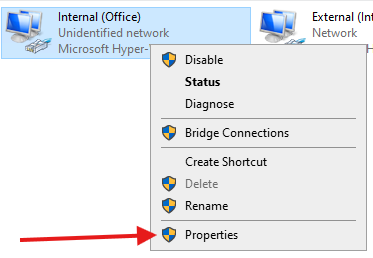 Internal (Office)
Unidentified network
Microsoft Hyper-
External (Int
Network
Disable
Status
Diagnose
Bridge Connections
Create Shortcut
Delete
Rename
Properties